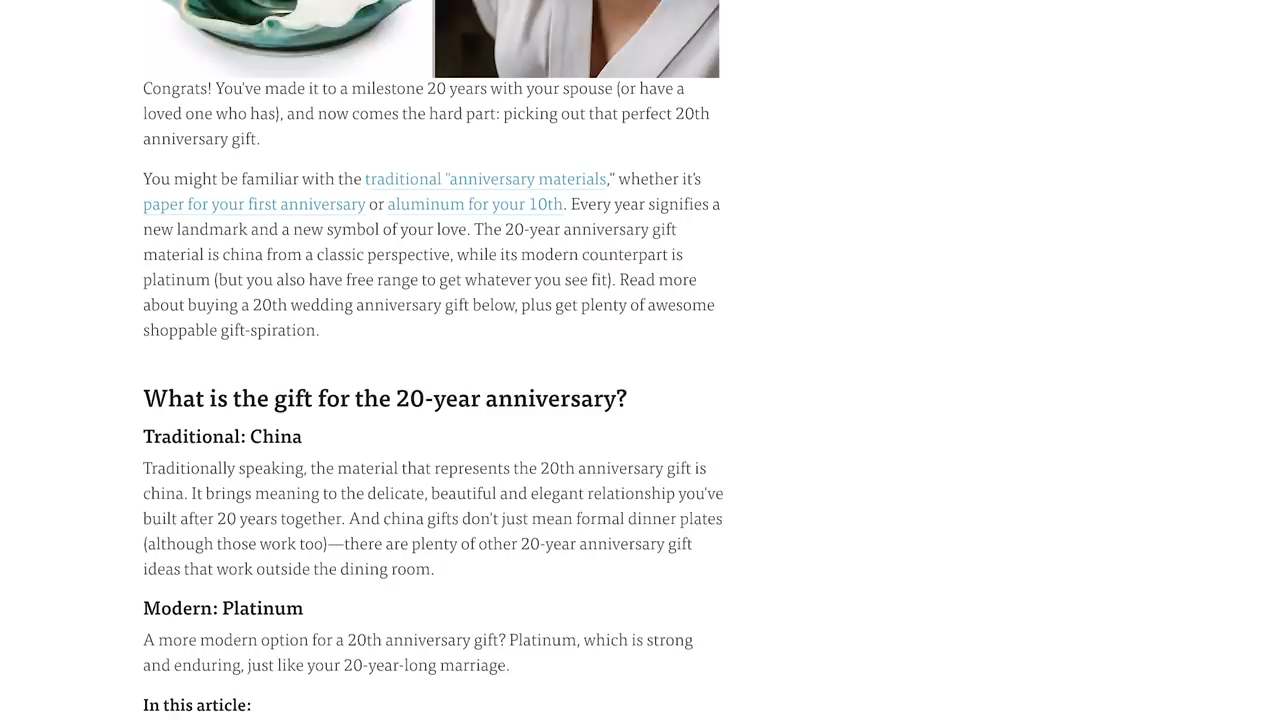 Congrats! You've made it to a milestone 20 years with your spouse (or have a
loved one who has), and now comes the hard part: picking out that perfect 20th
anniversary gift.
You might be familiar with the traditional "anniversary materials," whether it's
paper for your first anniversary or aluminum for your 10th. Every year signifies a
new landmark and a new symbol of your love. The 20-year anniversary gift
material is china from a classic perspective, while its modern counterpart is
platinum (but you also have free range to get whatever you see fit). Read more
about buying a 20th wedding anniversary gift below, plus get plenty of awesome
shoppable gift-spiration.
What is the gift for the 20-year anniversary?
Traditional: China
Traditionally speaking, the material that represents the 20th anniversary gift is
china. It brings meaning to the delicate, beautiful and elegant relationship you've
built after 20 years together. And china gifts don't just mean formal dinner plates
(although those work too)—there are plenty of other 20-year anniversary gift
ideas that work outside the dining room.
Modern: Platinum
A more modern option for a 20th anniversary gift? Platinum, which is strong
and enduring, just like your 20-year-long marriage.
In this article: